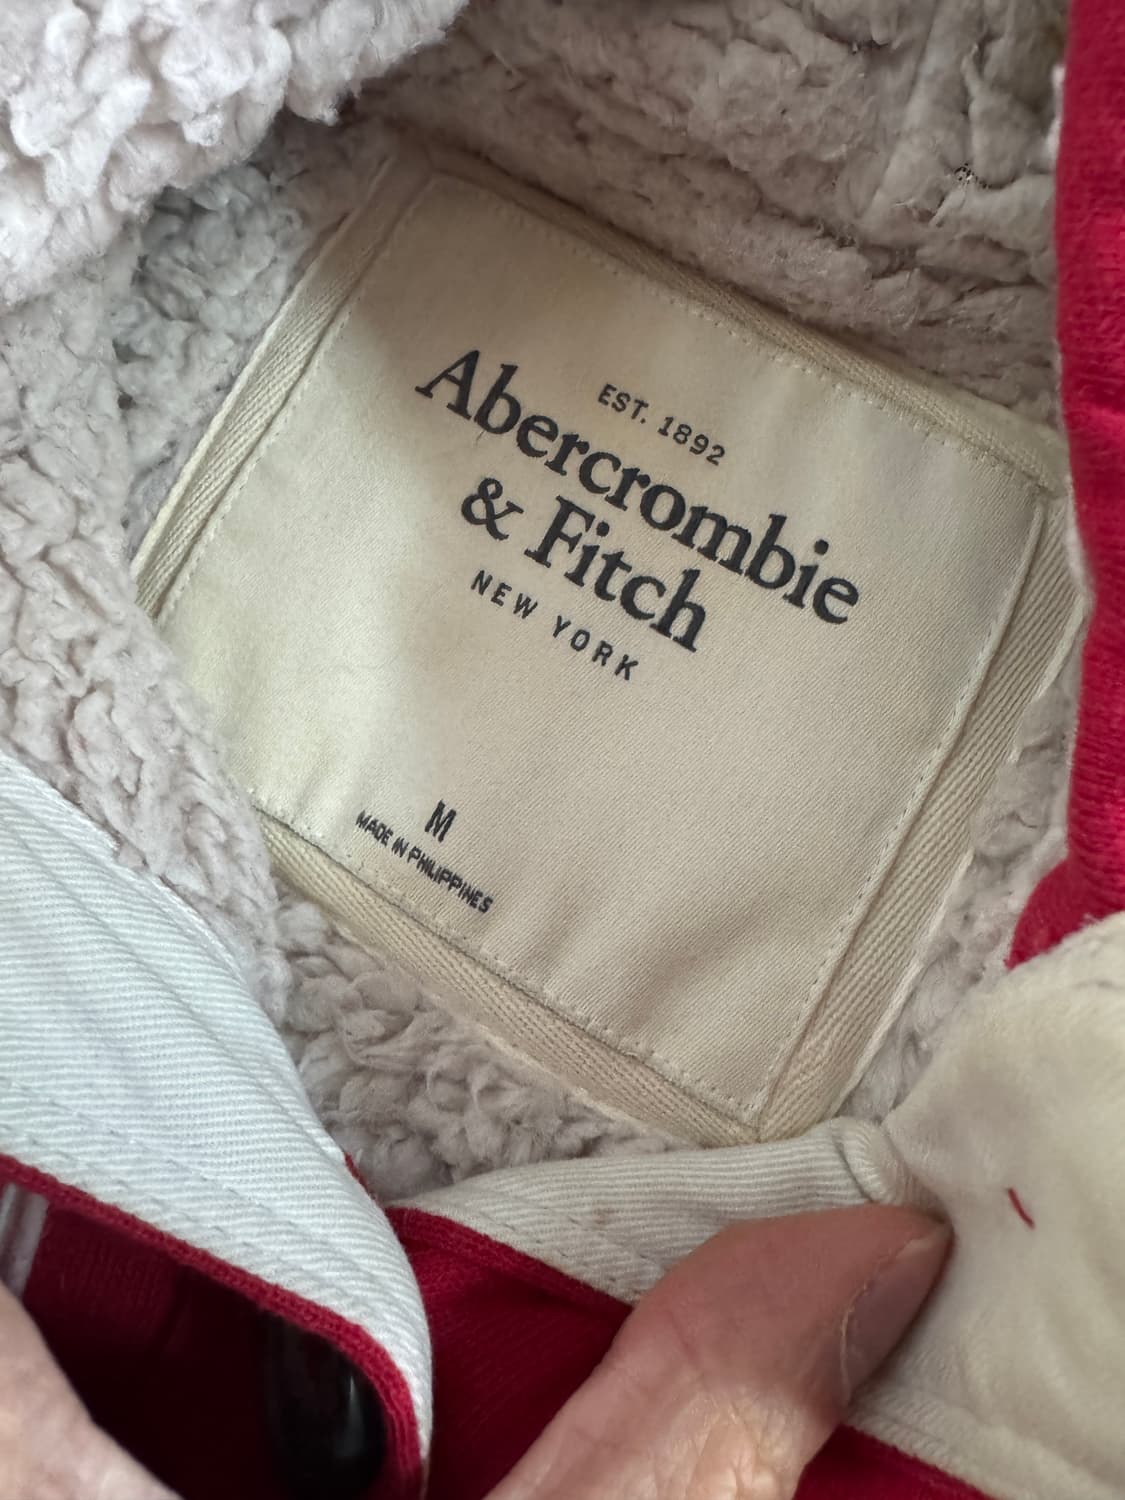 EST. 1892
Abercrombie
& Fitch
NEW YORK
M
MADE IN PHILIPPINES